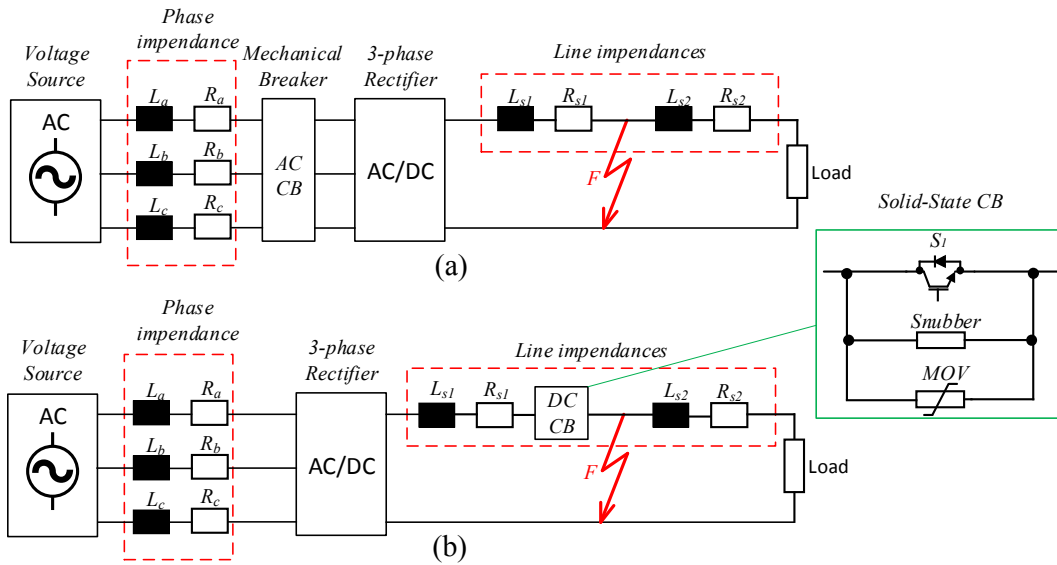 (a)
Phase
impendance
Voltage
Source
Mechanical
Breaker
3-phase
Rectifier
Line impendances
AC
La
Ra
Lb
Rb
Lc
Rc
AC
CB
AC/DC
Ls1
Rs1
Ls2
Rs2
F
Load
(a)
Solid-State CB
S1
Snubber
MOV
Phase
impendance
Voltage
Source
3-phase
Rectifier
Line impendances
AC
La
Ra
Lb
Rb
Lc
Rc
AC/DC
Ls1
Rs1
DC
CB
Ls2
Rs2
F
Load
(b)